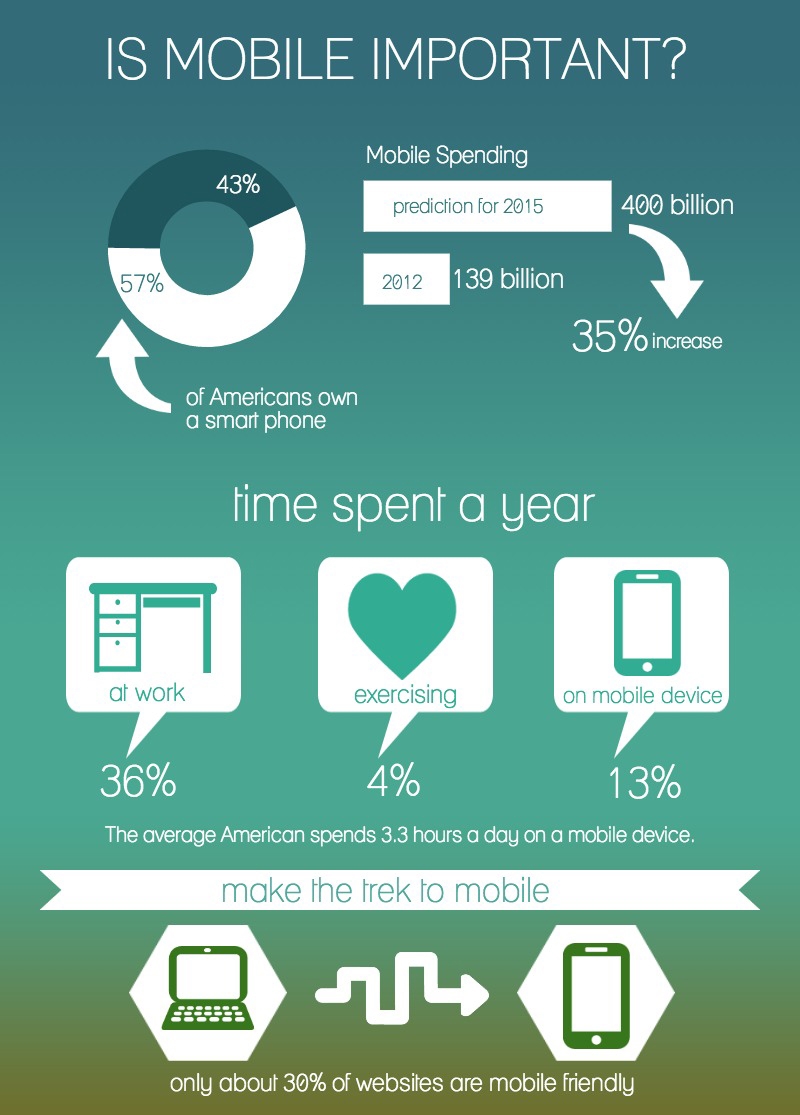 IS MOBILE IMPORTANT?
43%
57%
of Americans own
a smart phone
Mobile Spending
prediction for 2015
400 billion
2012
139 billion
35% increase
time spent a year
at work
36%
exercising
4%
on mobile device
13%
The average American spends 3.3 hours a day on a mobile device.
make the trek to mobile
only about 30% of websites are mobile friendly